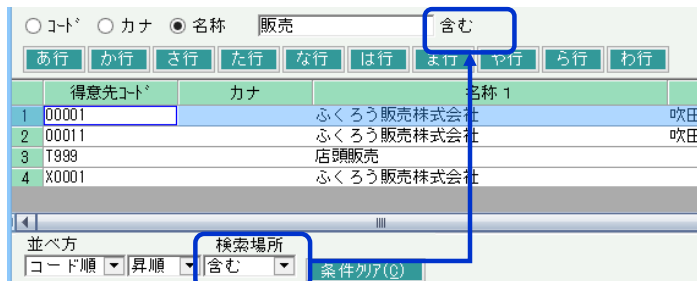 コード カナ 名称 販売 含む
あ行 か行 さ行 た行 な行 は行 ま行 や行 ら行 わ行
得意先コード カナ 名称1
1 00001 ふくろう販売株式会社 吹田
2 00011 ふくろう販売株式会社 吹田
3 T999 店頭販売
4 X0001 ふくろう販売株式会社
並べ方 検索場所
コード順 昇順 含む 条件クリア(C)